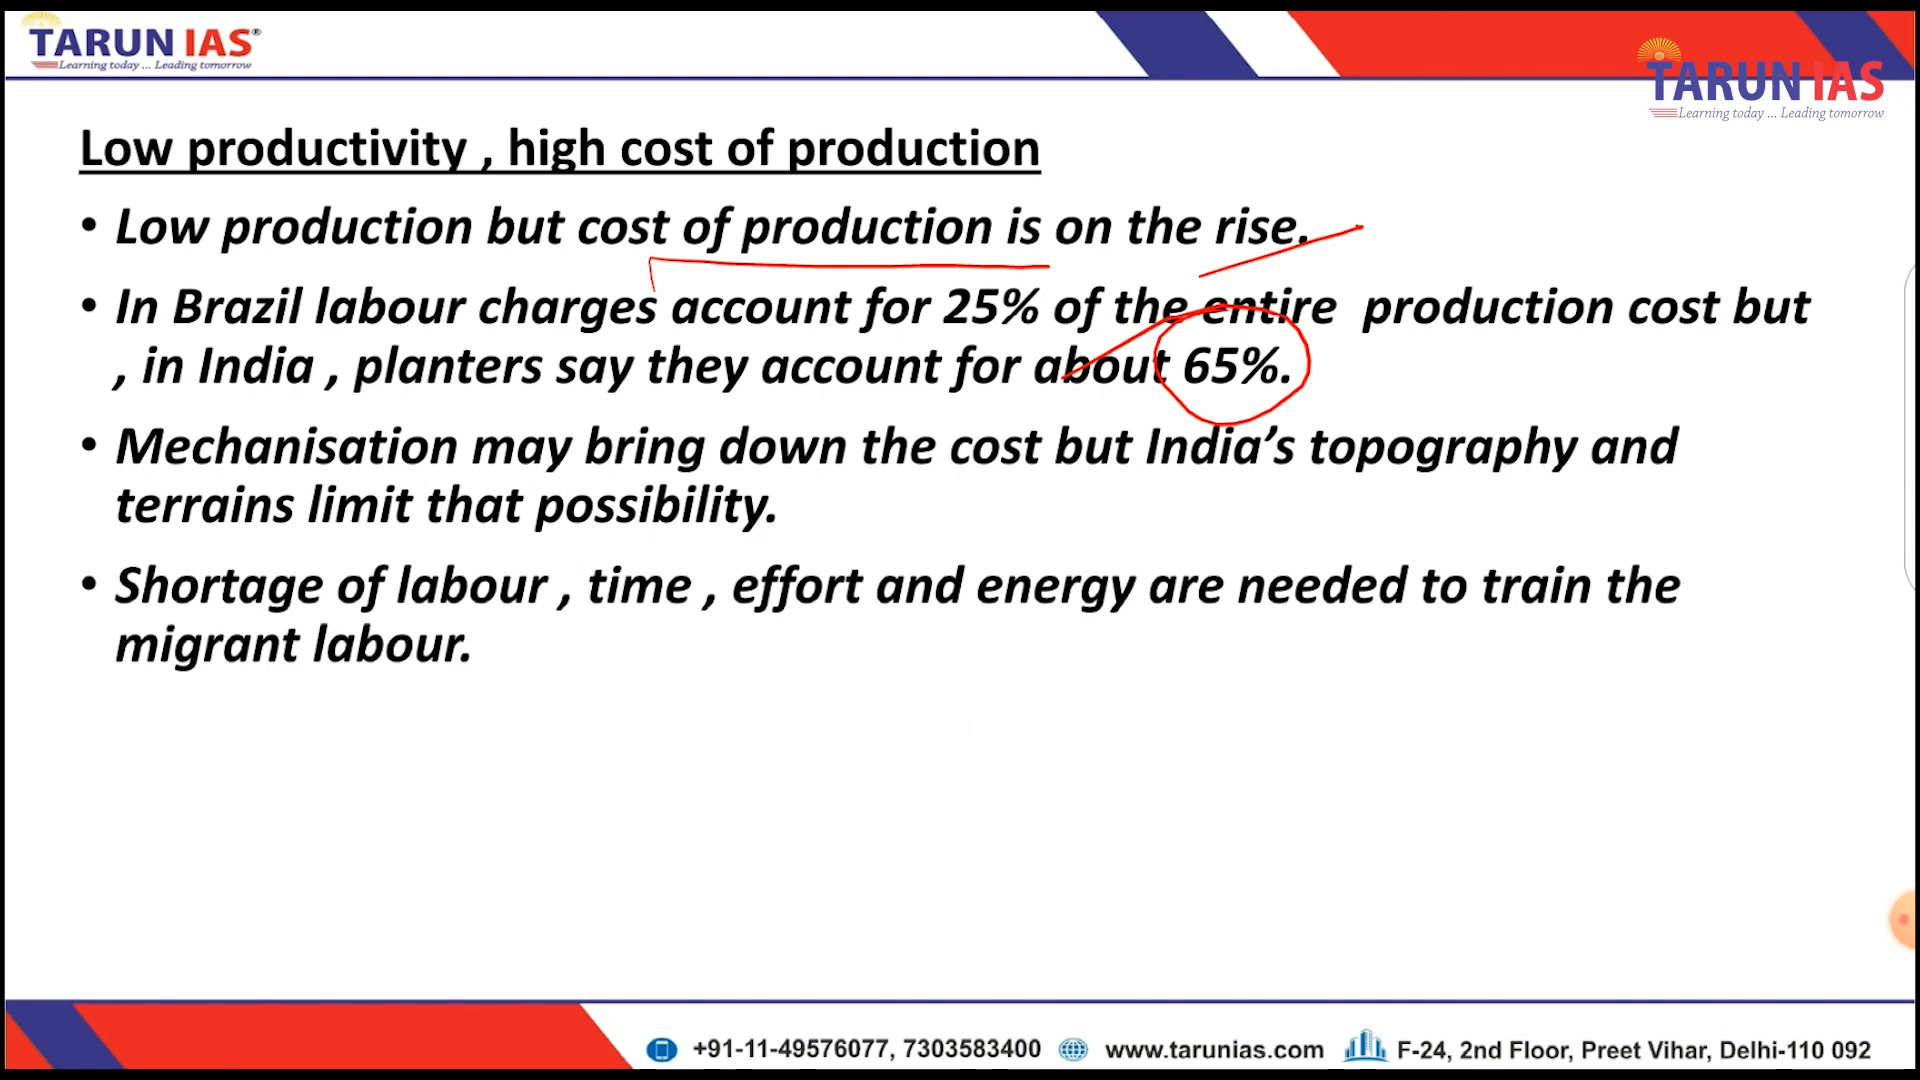 TARUN IAS®
Learning today ... Leading tomorrow
TARUN IAS
Learning today ... Leading tomorrow
Low productivity , high cost of production
• Low production but cost of production is on the rise.
• In Brazil labour charges account for 25% of the entire production cost but
, in India , planters say they account for about 65%.
• Mechanisation may bring down the cost but India’s topography and
terrains limit that possibility.
• Shortage of labour , time , effort and energy are needed to train the
migrant labour.
+91-11-49576077, 7303583400 www.tarunias.com F-24, 2nd Floor, Preet Vihar, Delhi-110 092